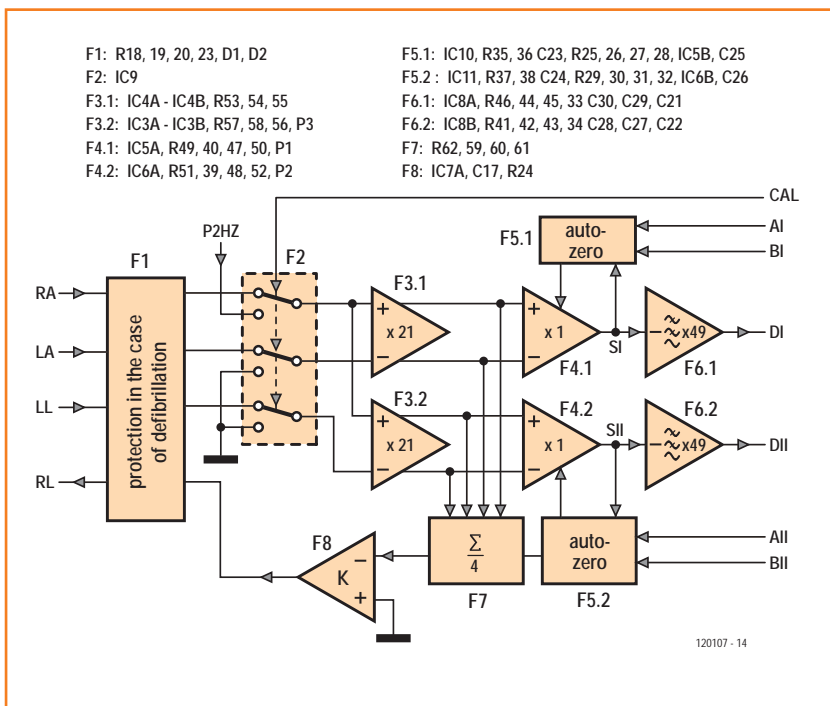 F1: R18, 19, 20, 23, D1, D2
F2: IC9
F3.1: IC4A - IC4B, R53, 54, 55
F3.2: IC3A - IC3B, R57, 58, 56, P3
F4.1: IC5A, R49, 40, 47, 50, P1
F4.2: IC6A, R51, 39, 48, 52, P2
F5.1: IC10, R35, 36 C23, R25, 26, 27, 28, IC5B, C25
F5.2 : IC11, R37, 38 C24, R29, 30, 31, 32, IC6B, C26
F6.1: IC8A, R46, 44, 45, 33 C30, C29, C21
F6.2: IC8B, R41, 42, 43, 34 C28, C27, C22
F7: R62, 59, 60, 61
F8: IC7A, C17, R24
CAL
P2HZ
F5.1
auto-
zero
AI
BI
F1
F2
F3.1
RA
LA
LL
RL
protection in the case
of defibrillation
+
x 21
−
+
x 1
−
F4.1
SI
− x49
F6.1
DI
F3.2
+
x 21
−
F4.2
+
x 1
−
SII
− x49
F6.2
DII
F8
−
K
+
Σ
4
F7
auto-
zero
F5.2
AII
BII
120107 - 14